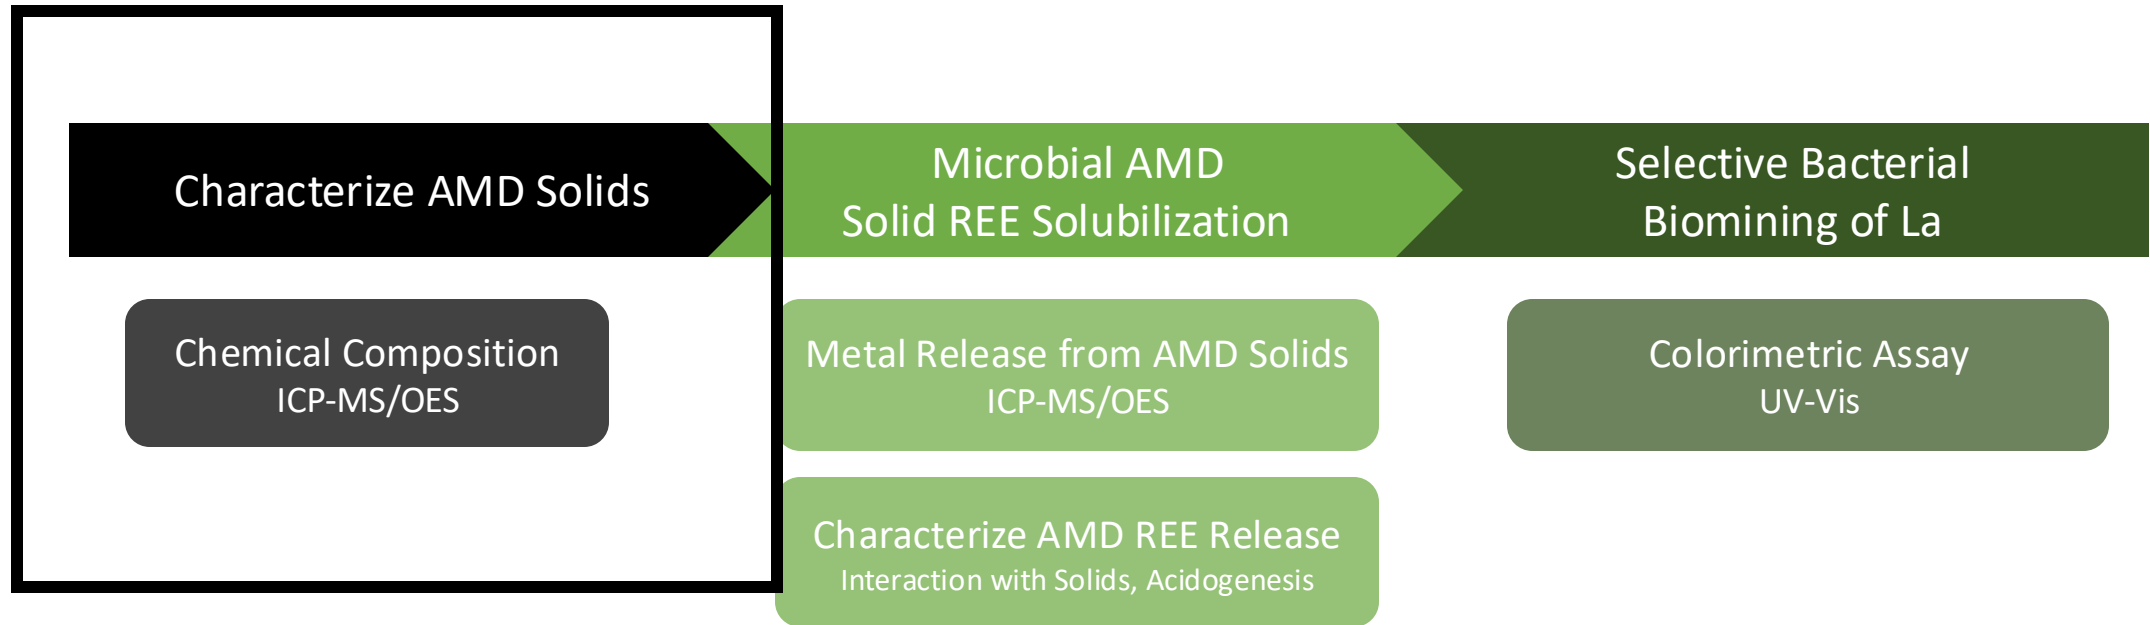 Characterize AMD Solids
Microbial AMD
Solid REE Solubilization
Selective Bacterial
Biomining of La
Chemical Composition
ICP-MS/OES
Metal Release from AMD Solids
ICP-MS/OES
Colorimetric Assay
UV-Vis
Characterize AMD REE Release
Interaction with Solids, Acidogenesis